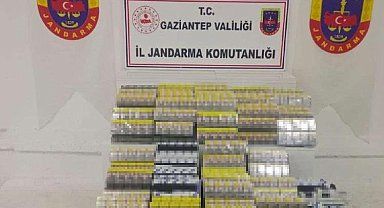 JANDARMA
T.C.
GAZİANTEP VALİLİĞİ
İL JANDARMA KOMUTANLIĞI
JANDARMA